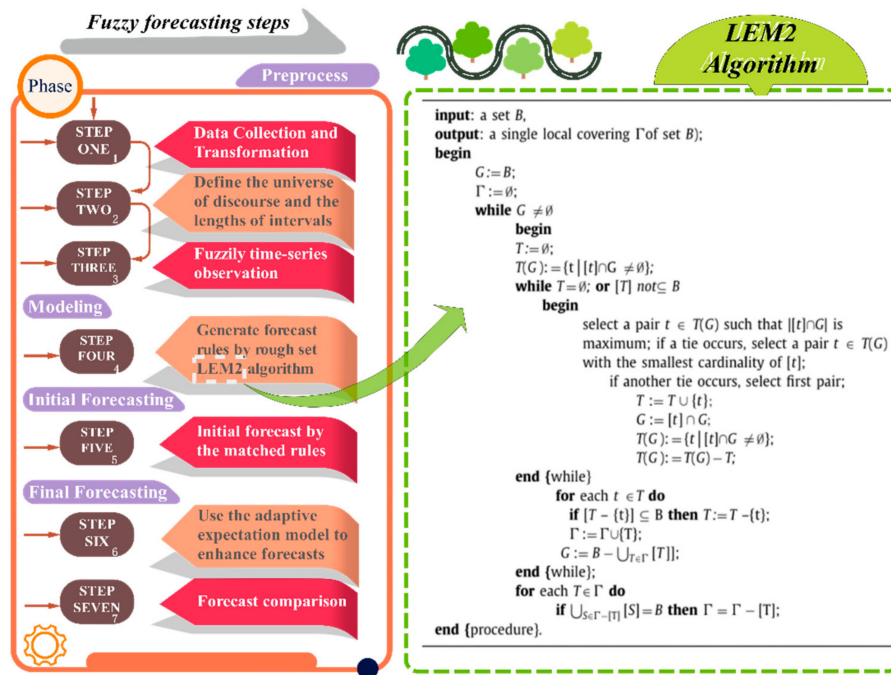 Fuzzy forecasting steps
Phase
Preprocess
STEP
ONE
1
Data Collection and
Transformation
STEP
TWO
2
Define the universe
of discourse and the
lengths of intervals
STEP
THREE
3
Fuzzily time-series
observation
Modeling
STEP
FOUR
4
Generate forecast
rules by rough set
LEM2 algorithm
Initial Forecasting
STEP
FIVE
5
Initial forecast by
the matched rules
Final Forecasting
STEP
SIX
6
Use the adaptive
expectation model to
enhance forecasts
STEP
SEVEN
7
Forecast comparison
LEM2
Algorithm
input: a set B,
output: a single local covering Γof set B);
begin
G := B;
Γ := ∅;
while G ≠∅
begin
T := ∅;
T(G) : = {t | [t]∩G ≠∅};
while T = ∅; or [T] not⊆ B
begin
select a pair t ∈ T(G) such that |[t]∩G| is
maximum; if a tie occurs, select a pair t ∈ T(G)
with the smallest cardinality of [t];
if another tie occurs, select first pair;
T := T ∪ {t};
G := [t] ∩ G;
T(G) : = {t | [t]∩G ≠∅};
T(G) : = T(G) – T;
end {while}
for each t ∈T do
if [T – {t}] ⊆ B then T := T –{t};
Γ := Γ∪{T};
G := B – ⋃T∈Γ [T]];
end {while};
for each T∈Γ do
if ⋃S∈Γ–[T] [S] = B then Γ = Γ – [T];
end {procedure}.